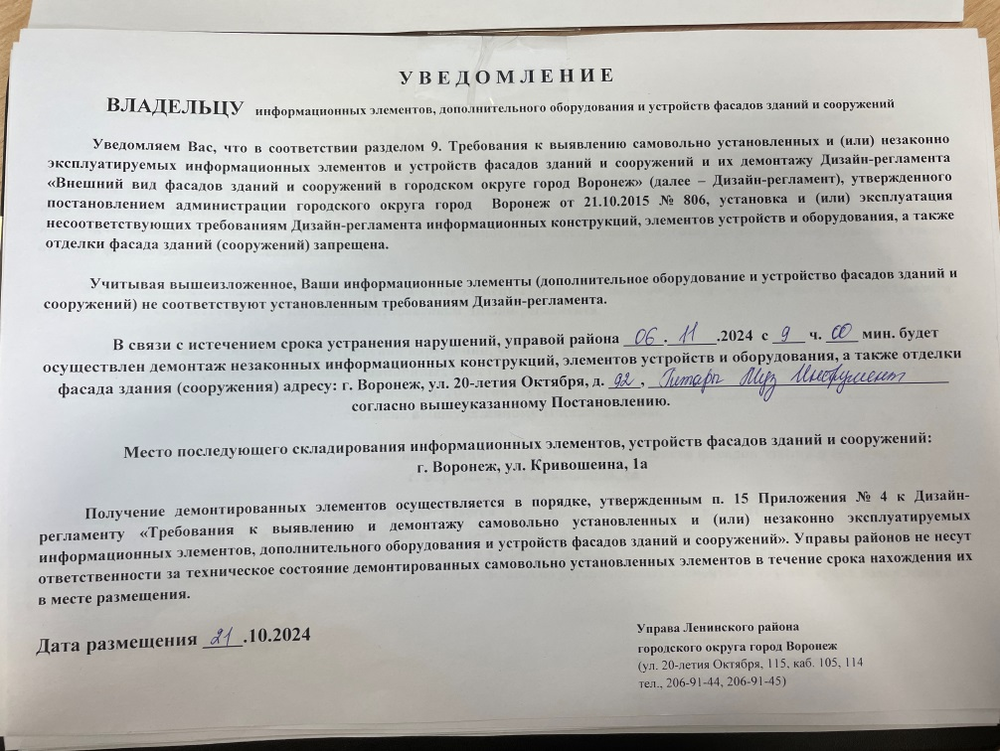 УВЕДОМЛЕНИЕ
ВЛАДЕЛЬЦУ информационных элементов, дополнительного оборудования и устройств фасадов зданий и сооружений
Уведомляем Вас, что в соответствии разделом 9. Требования к выявлению самовольно установленных и (или) незаконно
эксплуатируемых информационных элементов и устройств фасадов зданий и сооружений и их демонтажу Дизайн-регламента
«Внешний вид фасадов зданий и сооружений в городском округе город Воронеж» (далее – Дизайн-регламент), утвержденного
постановлением администрации городского округа город Воронеж от 21.10.2015 № 806, установка и (или) эксплуатация
несоответствующих требованиям Дизайн-регламента информационных конструкций, элементов устройств и оборудования, а также
отделки фасада зданий (сооружений) запрещена.
Учитывая вышеизложенное, Ваши информационные элементы (дополнительное оборудование и устройство фасадов зданий и
сооружений) не соответствуют установленным требованиям Дизайн-регламента.
В связи с истечением срока устранения нарушений, управой района 06. 11 .2024 с 9 ч. 00 мин. будет
осуществлен демонтаж незаконных информационных конструкций, элементов устройств и оборудования, а также отделки
фасада здания (сооружения) адресу: г. Воронеж, ул. 20-летия Октября, д. 92, Гитары Муз Инструмент
согласно вышеуказанному Постановлению.
Место последующего складирования информационных элементов, устройств фасадов зданий и сооружений:
г. Воронеж, ул. Кривошеина, 1а
Получение демонтированных элементов осуществляется в порядке, утвержденным п. 15 Приложения № 4 к Дизайн-
регламенту «Требования к выявлению и демонтажу самовольно установленных и (или) незаконно эксплуатируемых
информационных элементов, дополнительного оборудования и устройств фасадов зданий и сооружений». Управы районов не несут
ответственности за техническое состояние демонтированных самовольно установленных элементов в течение срока нахождения их
в месте размещения.
Дата размещения 21.10.2024
Управа Ленинского района
городского округа город Воронеж
(ул. 20-летия Октября, 115, каб. 105, 114
тел., 206-91-44, 206-91-45)